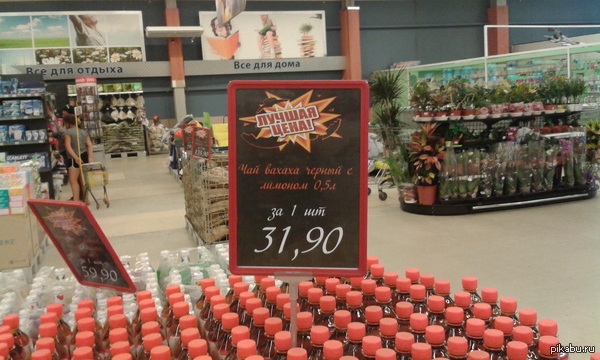 Все для отдыха
Все для дома
ЛУЧШАЯ
ЦЕНА!
Чай вахаха черный с
лимоном 0,5л
за 1 шт
31,90
59,90
pikabu.ru